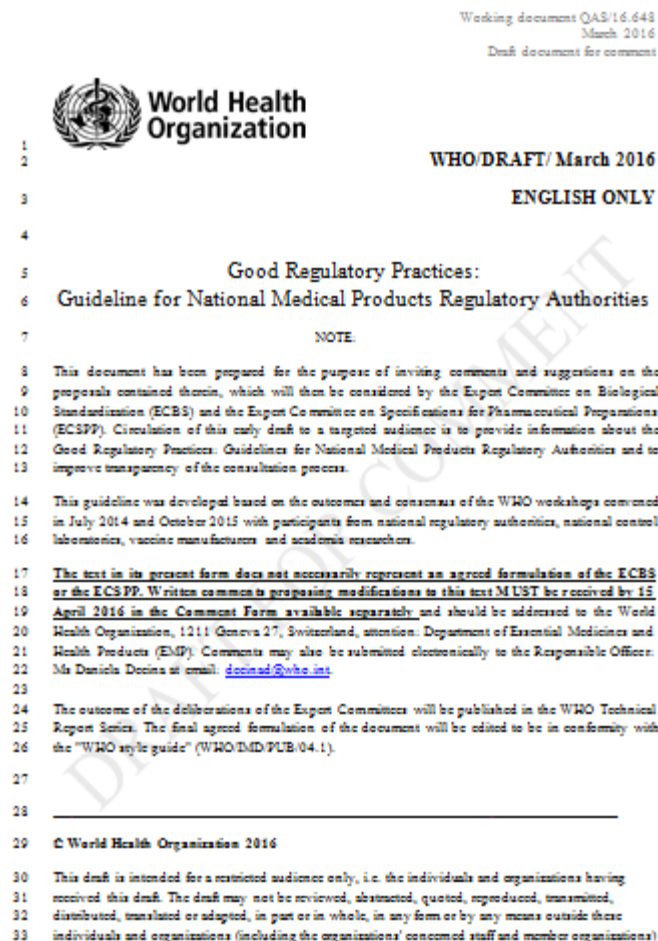 Working document QAS/16.648
March 2016
Draft document for comment
World Health
Organization
1
2 WHO/DRAFT/ March 2016
3 ENGLISH ONLY
4
5 Good Regulatory Practices:
6 Guideline for National Medical Products Regulatory Authorities
7 NOTE:
8 This document has been prepared for the purpose of inviting comments and suggestions on the
9 proposals contained therein, which will then be considered by the Expert Committee on Biological
10 Standardization (ECBS) and the Expert Committee on Specifications for Pharmaceutical Preparations
11 (ECSPP). Circulation of this early draft to a targeted audience is to provide information about the
12 Good Regulatory Practices: Guidelines for National Medical Products Regulatory Authorities and to
13 improve transparency of the consultation process.
14 This guideline was developed based on the outcomes and consensus of the WHO workshops convened
15 in July 2014 and October 2015 with participants from national regulatory authorities, national control
16 laboratories, vaccine manufacturers and academia researchers.
17 The text in its present form does not necessarily represent an agreed formulation of the ECBS
18 or the ECSPP. Written comments proposing modifications to this text MUST be received by 15
19 April 2016 in the Comment Form available separately and should be addressed to the World
20 Health Organization, 1211 Geneva 27, Switzerland, attention: Department of Essential Medicines and
21 Health Products (EMP). Comments may also be submitted electronically to the Responsible Officer:
22 Ms Daniela Decina at email: decinad@who.int.
23
24 The outcome of the deliberations of the Expert Committees will be published in the WHO Technical
25 Report Series. The final agreed formulation of the document will be edited to be in conformity with
26 the "WHO style guide" (WHO/IMD/PUB/04.1).
27
28
29 © World Health Organization 2016
30 This draft is intended for a restricted audience only, i.e. the individuals and organizations having
31 received this draft. The draft may not be reviewed, abstracted, quoted, reproduced, transmitted,
32 distributed, translated or adapted, in part or in whole, in any form or by any means outside these
33 individuals and organizations (including the organizations' concerned staff and member organizations)
DRAFT FOR COMMENT